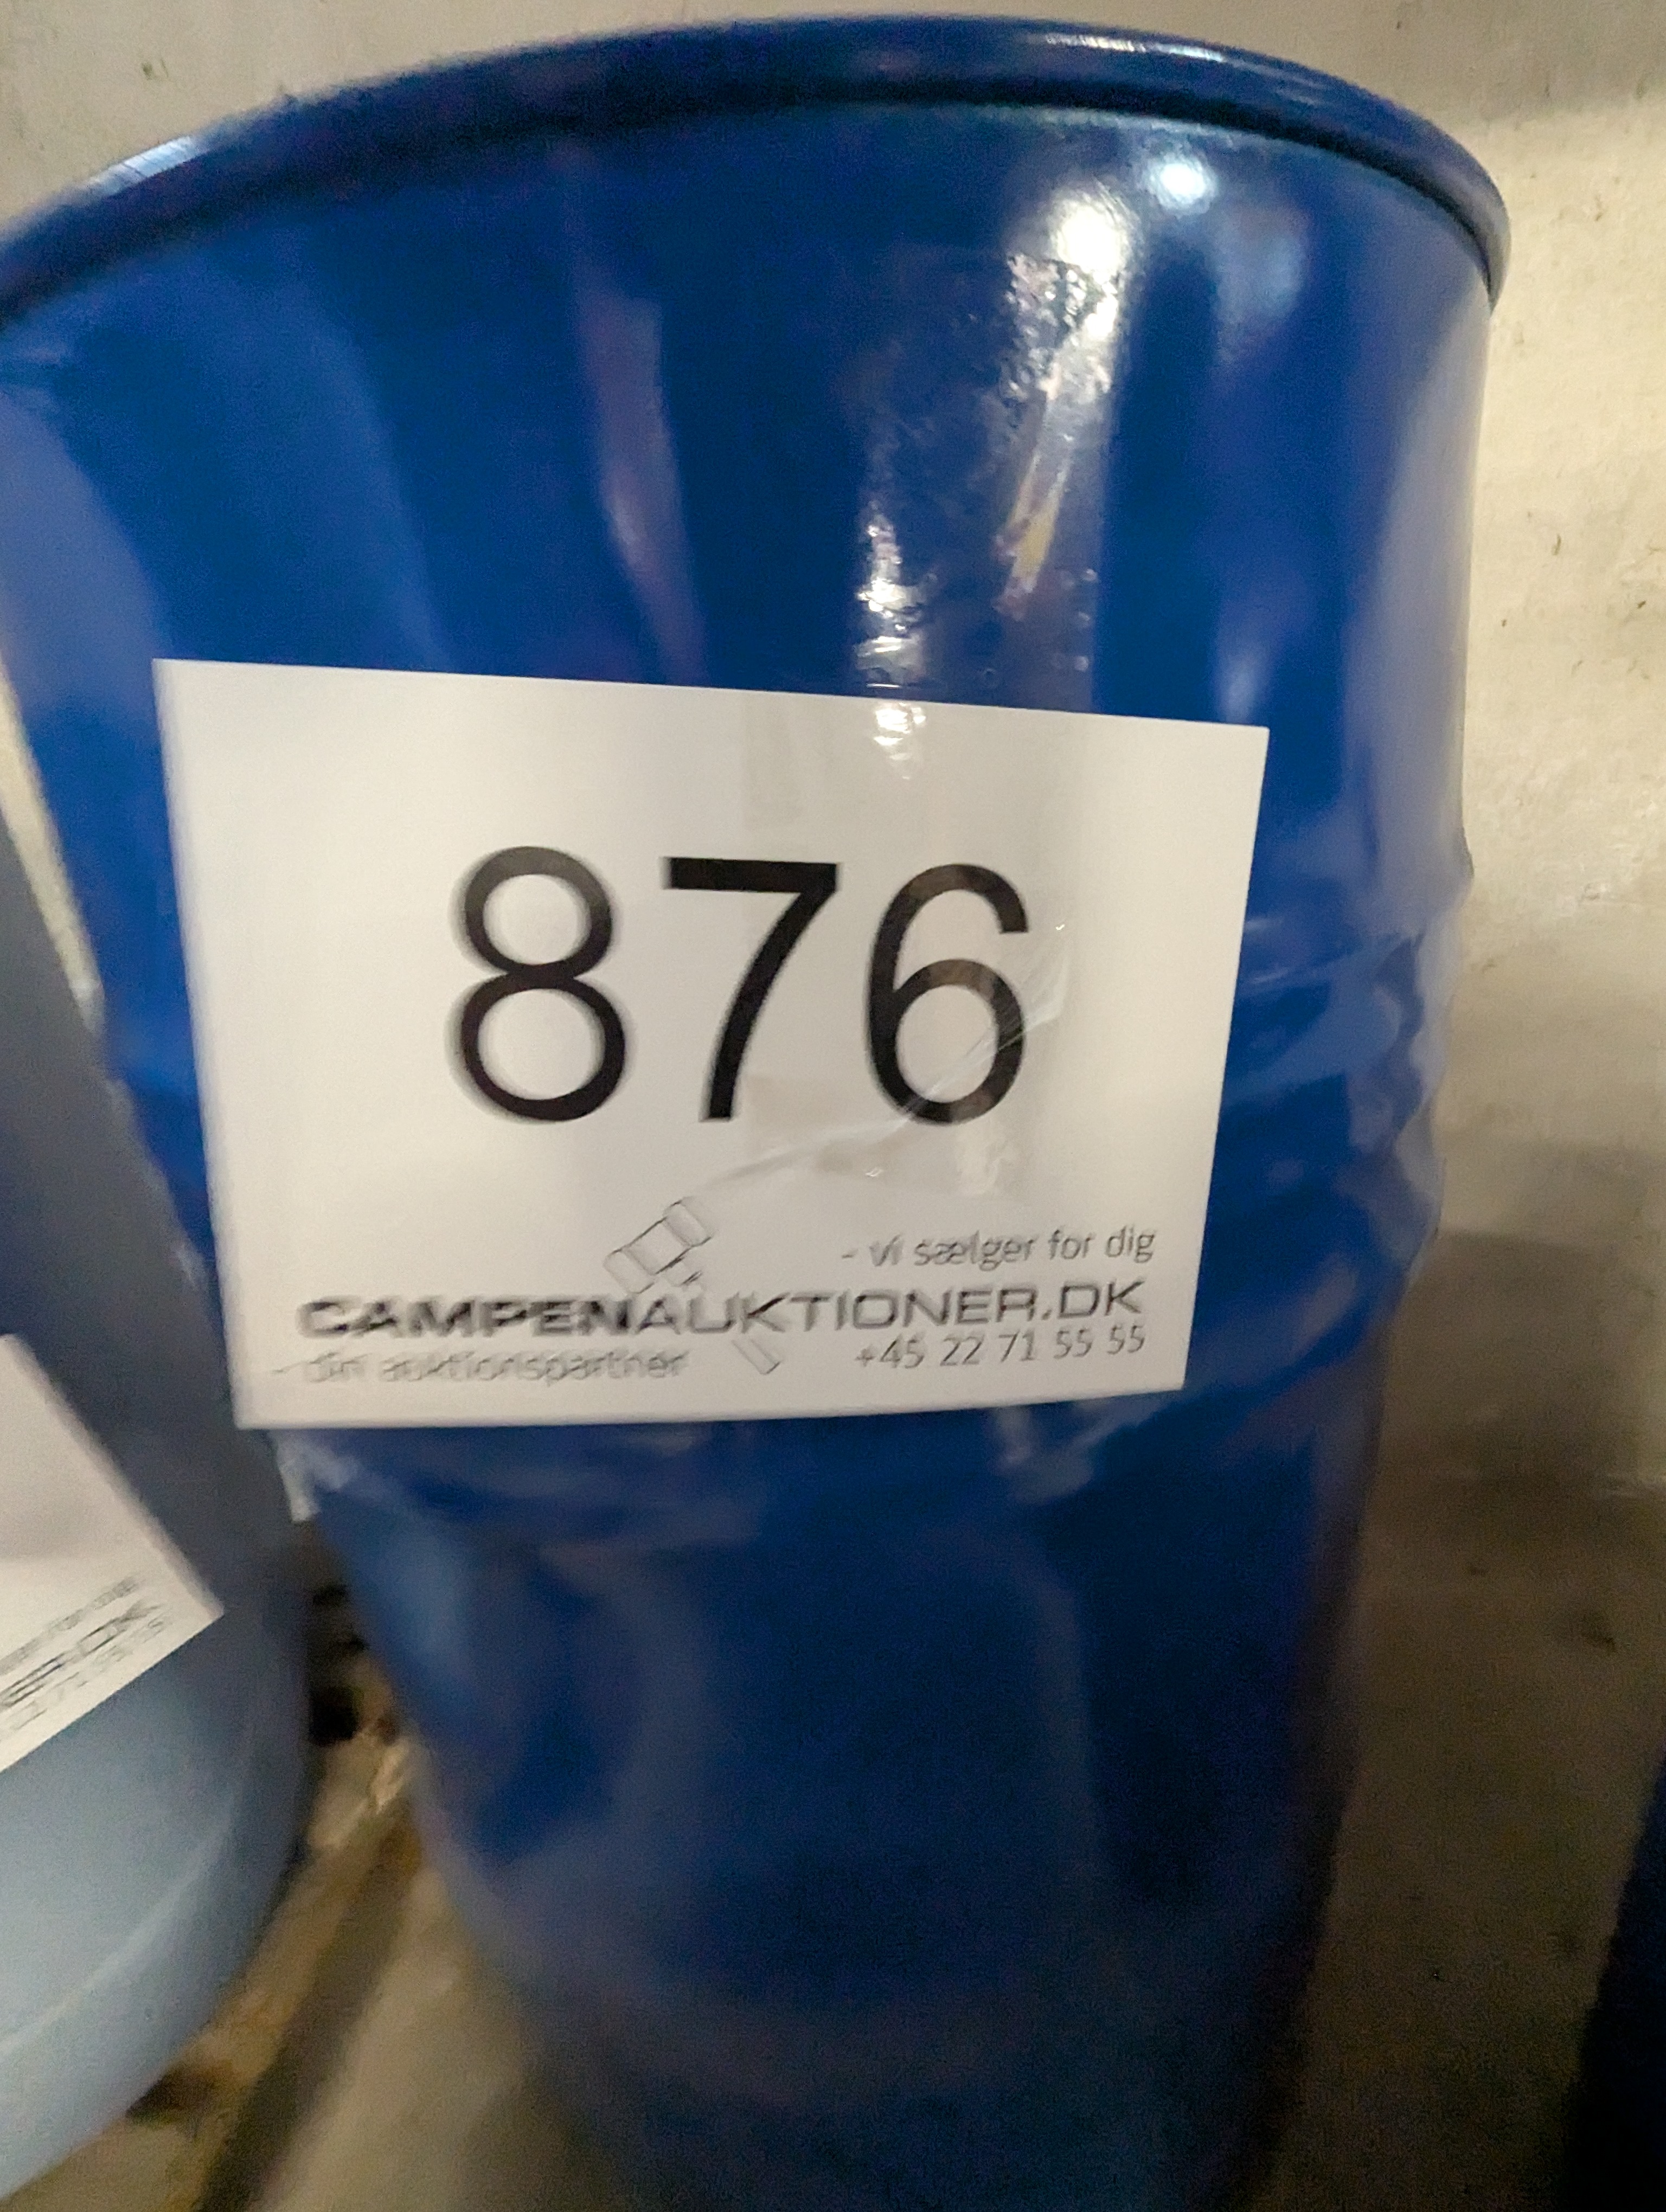 876
- vi sælger for dig
CAMPENAUKTIONER.DK
- din auktionspartner +45 22 71 55 55